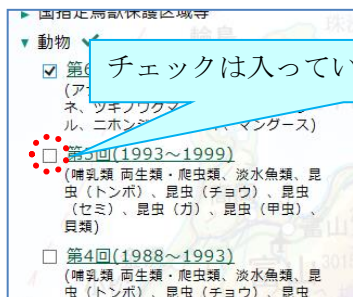 ▶ 国指定鳥獣保護区域等
▼ 動物
第6
チェックは入ってい
(ア
ネ、ツキノワグマ
ル、ニホンジ 、マングース)
第5回(1993～1999)
(哺乳類 両生類・爬虫類、淡水魚類、昆
虫（トンボ）、昆虫（チョウ）、昆虫
（セミ）、昆虫（ガ）、昆虫（甲虫）、
貝類)
第4回(1988～1993)
(哺乳類 両生類・爬虫類、淡水魚類、昆
虫（トンボ）、昆虫（チョウ）、昆虫